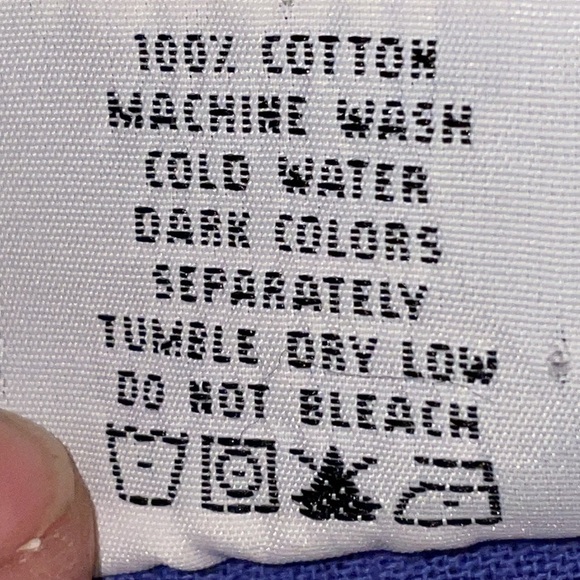 100% COTTON
MACHINE WASH
COLD WATER
DARK COLORS
SEPARATELY
TUMBLE DRY LOW
DO NOT BLEACH